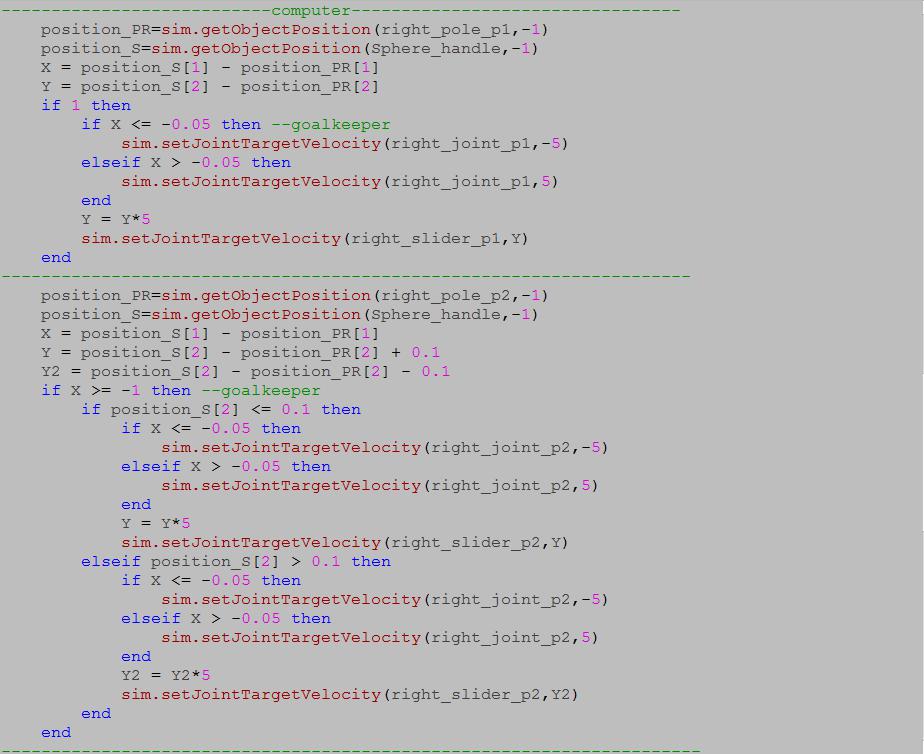 ---------------------------computer---------------------------------
    position_PR=sim.getObjectPosition(right_pole_p1,-1)
    position_S=sim.getObjectPosition(Sphere_handle,-1)
    X = position_S[1] - position_PR[1]
    Y = position_S[2] - position_PR[2]
    if 1 then
        if X <= -0.05 then --goalkeeper
            sim.setJointTargetVelocity(right_joint_p1,-5)
        elseif X > -0.05 then
            sim.setJointTargetVelocity(right_joint_p1,5)
        end
        Y = Y*5
        sim.setJointTargetVelocity(right_slider_p1,Y)
    end
---------------------------------------------------------------------
    position_PR=sim.getObjectPosition(right_pole_p2,-1)
    position_S=sim.getObjectPosition(Sphere_handle,-1)
    X = position_S[1] - position_PR[1]
    Y = position_S[2] - position_PR[2] + 0.1
    Y2 = position_S[2] - position_PR[2] - 0.1
    if X >= -1 then --goalkeeper
        if position_S[2] <= 0.1 then
            if X <= -0.05 then
                sim.setJointTargetVelocity(right_joint_p2,-5)
            elseif X > -0.05 then
                sim.setJointTargetVelocity(right_joint_p2,5)
            end
            Y = Y*5
            sim.setJointTargetVelocity(right_slider_p2,Y)
        elseif position_S[2] > 0.1 then
            if X <= -0.05 then
                sim.setJointTargetVelocity(right_joint_p2,-5)
            elseif X > -0.05 then
                sim.setJointTargetVelocity(right_joint_p2,5)
            end
            Y2 = Y2*5
            sim.setJointTargetVelocity(right_slider_p2,Y2)
        end
    end
----------------------------------------------------------------------